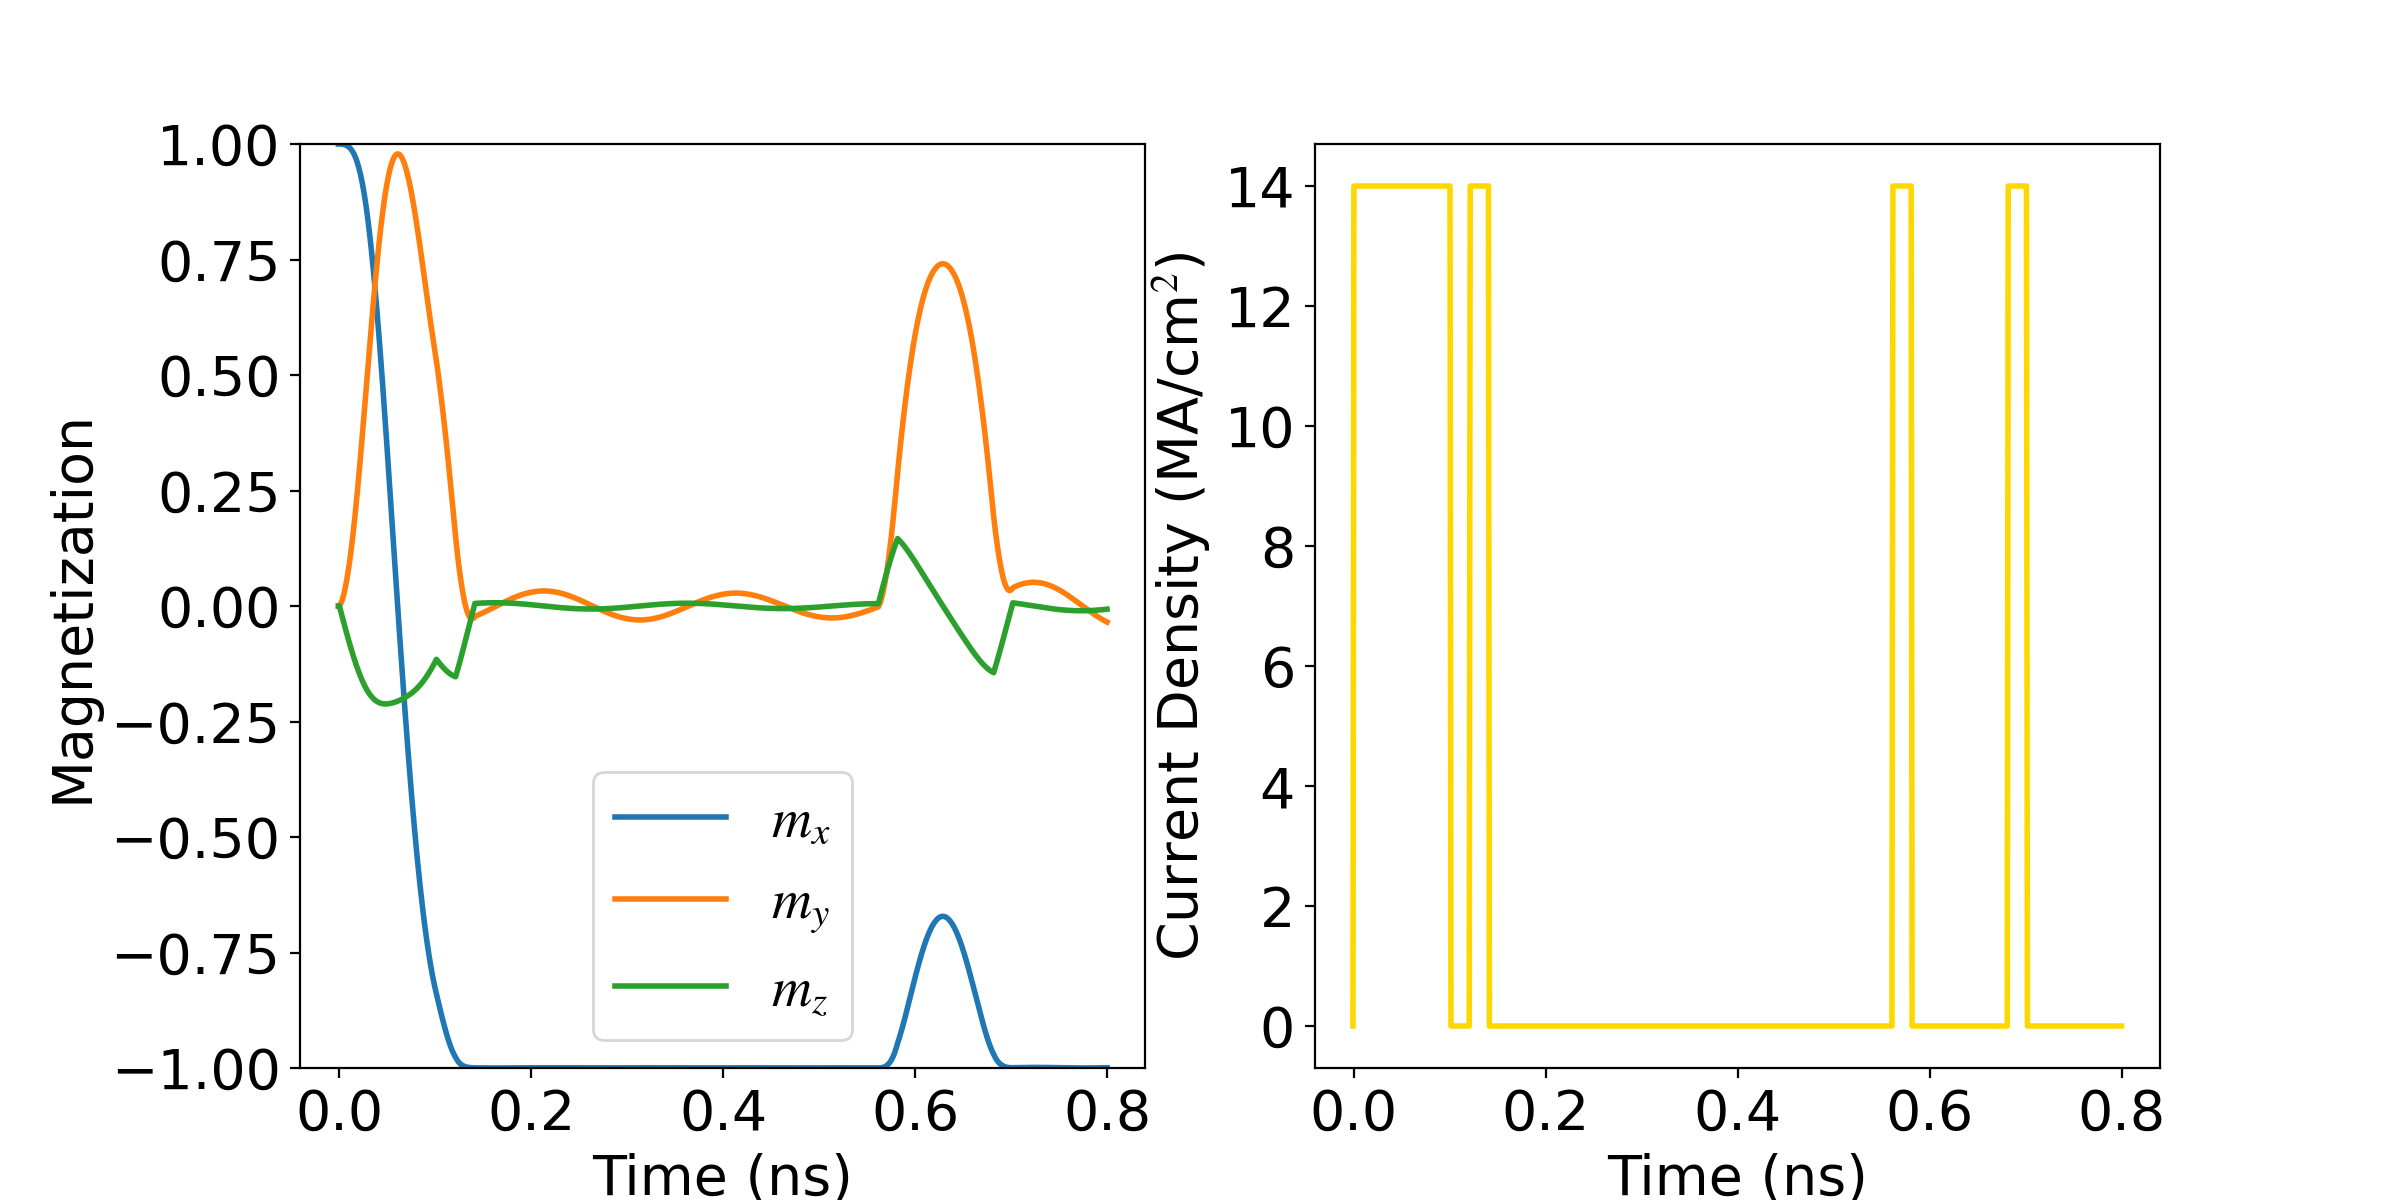 Magnetization
1.00
0.75
0.50
0.25
0.00
−0.25
−0.50
−0.75
−1.00
0.0 0.2 0.4 0.6 0.8
Time (ns)
mₓ
m_y
m_z
Current Density (MA/cm²)
14
12
10
8
6
4
2
0
0.0 0.2 0.4 0.6 0.8
Time (ns)